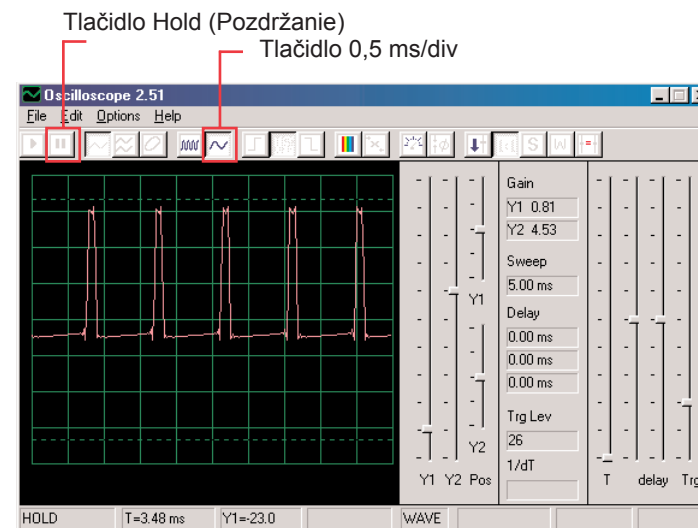 Tlačidlo Hold (Pozdržanie)
Tlačidlo 0,5 ms/div
Oscilloscope 2.51
File Edit Options Help
Gain
Y1 0.81
Y2 4.53
Sweep
5.00 ms
Delay
0.00 ms
0.00 ms
0.00 ms
Trg Lev
26
1/dT
Y1
Y2
Y1 Y2 Pos
T delay Trg
HOLD T=3.48 ms Y1=-23.0 WAVE